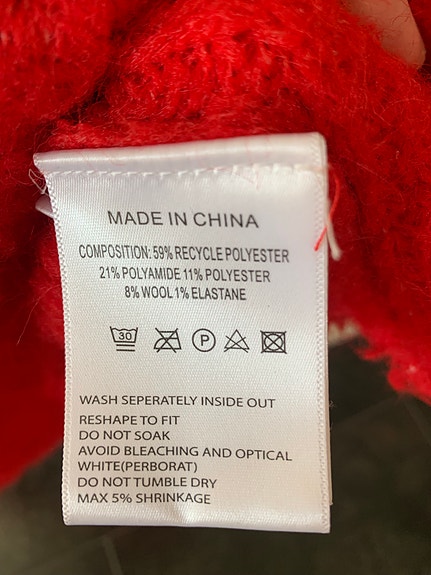 MADE IN CHINA
COMPOSITION: 59% RECYCLE POLYESTER
21% POLYAMIDE 11% POLYESTER
8% WOOL 1% ELASTANE
30 P
WASH SEPERATELY INSIDE OUT
RESHAPE TO FIT
DO NOT SOAK
AVOID BLEACHING AND OPTICAL
WHITE(PERBORAT)
DO NOT TUMBLE DRY
MAX 5% SHRINKAGE